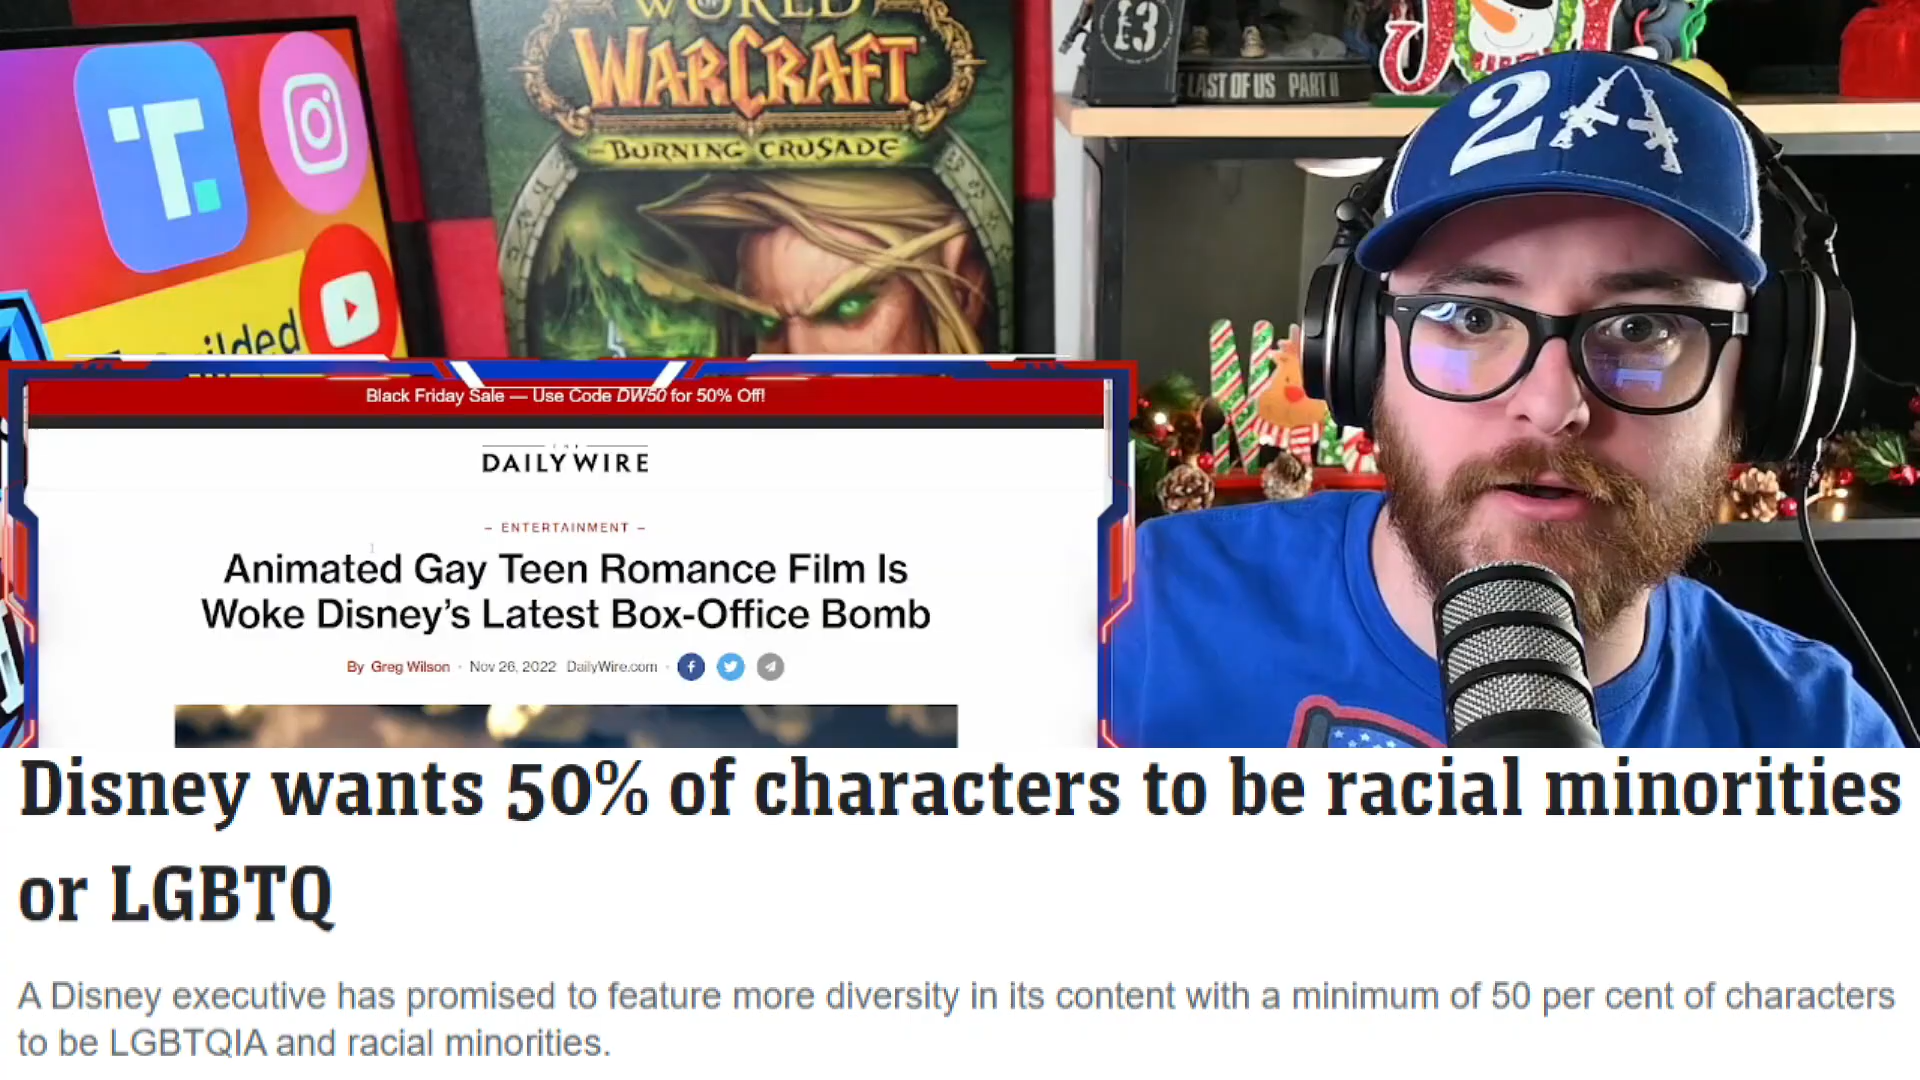 WORLD
OF
WARCRAFT
BURNING CRUSADE
E3
LAST OF US PART II
2A
Black Friday Sale — Use Code DW50 for 50% Off!
DAILY WIRE
– ENTERTAINMENT –
Animated Gay Teen Romance Film Is
Woke Disney's Latest Box-Office Bomb
By Greg Wilson · Nov 26, 2022 DailyWire.com ·
Disney wants 50% of characters to be racial minorities
or LGBTQ
A Disney executive has promised to feature more diversity in its content with a minimum of 50 per cent of characters
to be LGBTQIA and racial minorities.